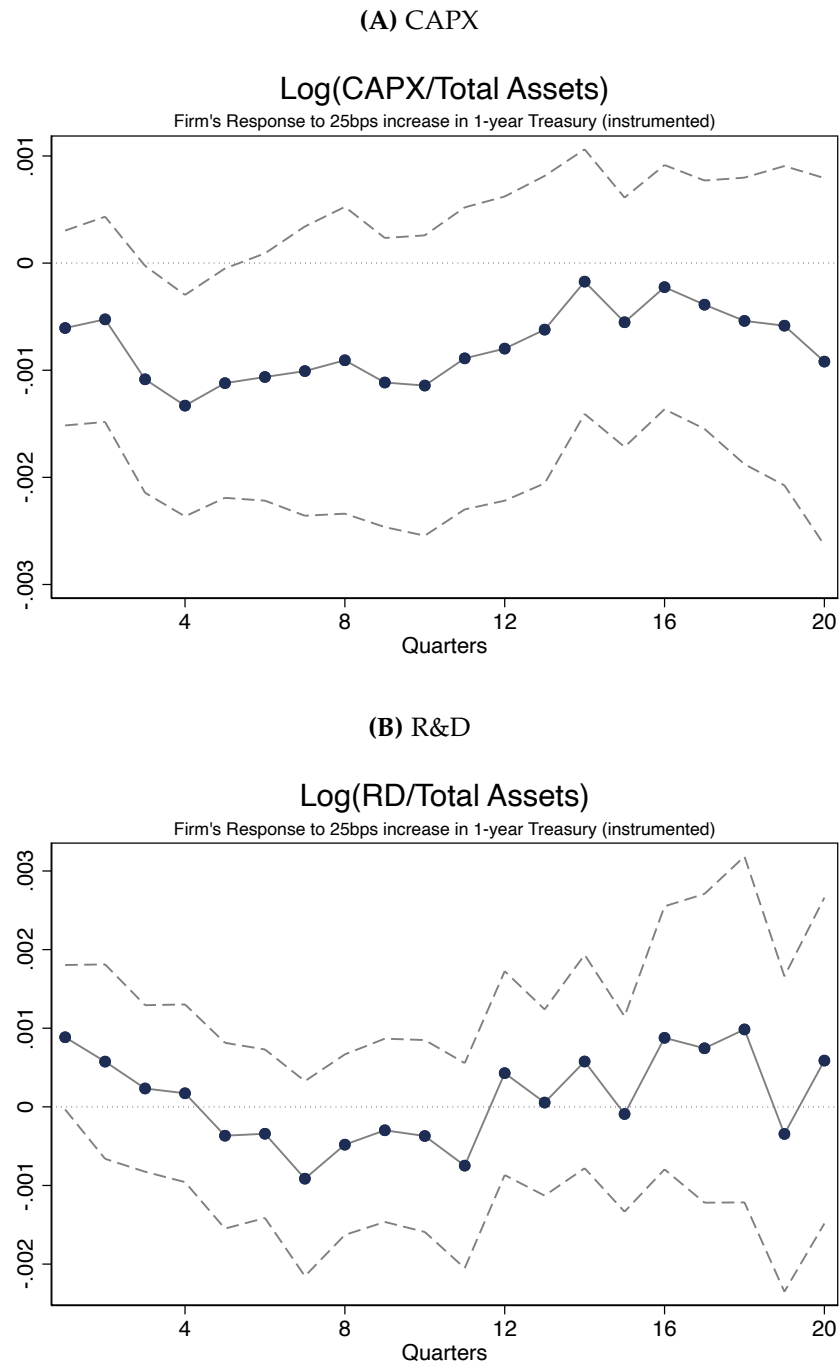 (A) CAPX
Log(CAPX/Total Assets)
Firm's Response to 25bps increase in 1-year Treasury (instrumented)
.001
0
-.001
-.002
-.003
4 8 12 16 20
Quarters
(B) R&D
Log(RD/Total Assets)
Firm's Response to 25bps increase in 1-year Treasury (instrumented)
.003
.002
.001
0
-.001
-.002
4 8 12 16 20
Quarters